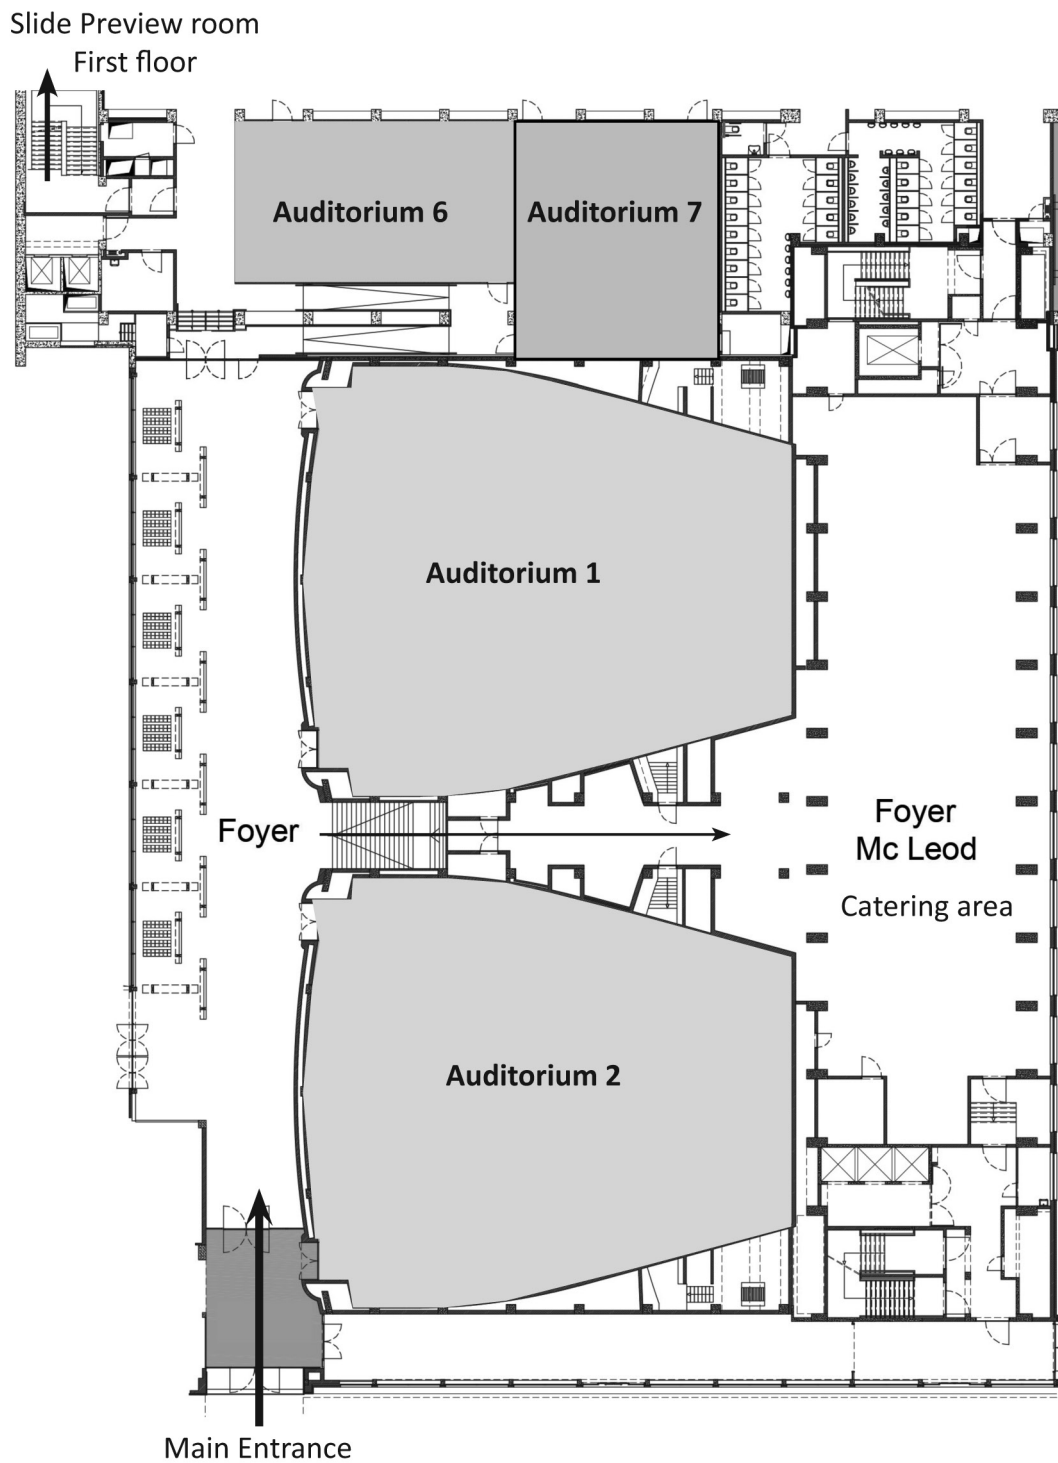 Slide Preview room
First floor
Auditorium 6
Auditorium 7
Auditorium 1
Foyer
Foyer
Mc Leod
Catering area
Auditorium 2
Main Entrance